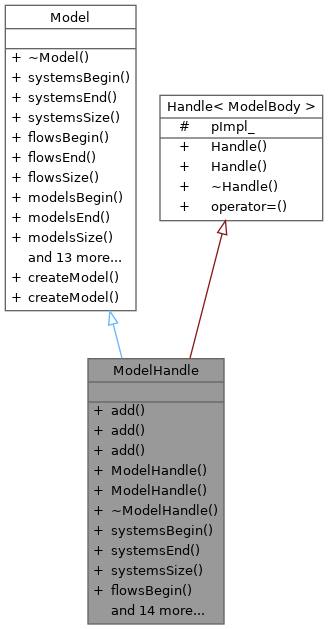 Model
+ ~Model()
+ systemsBegin()
+ systemsEnd()
+ systemsSize()
+ flowsBegin()
+ flowsEnd()
+ flowsSize()
+ modelsBegin()
+ modelsEnd()
+ modelsSize()
and 13 more...
+ createModel()
+ createModel()
Handle< ModelBody >
# pImpl_
+ Handle()
+ Handle()
+ ~Handle()
+ operator=()
ModelHandle
+ add()
+ add()
+ add()
+ ModelHandle()
+ ModelHandle()
+ ~ModelHandle()
+ systemsBegin()
+ systemsEnd()
+ systemsSize()
+ flowsBegin()
and 14 more...